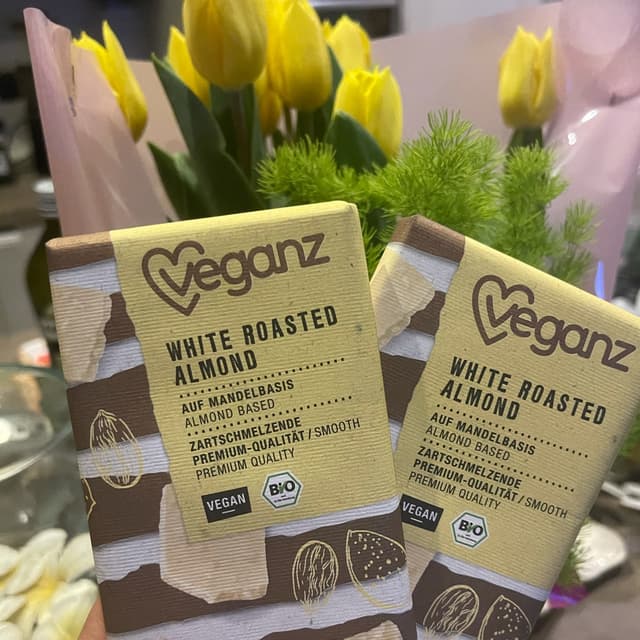 veganz
WHITE ROASTED
ALMOND
AUF MANDELBASIS
ALMOND BASED
ZARTSCHMELZENDE
PREMIUM-QUALITÄT / SMOOTH
PREMIUM QUALITY
VEGAN
BIO
veganz
WHITE ROASTED
ALMOND
AUF MANDELBASIS
ALMOND BASED
ZARTSCHMELZENDE
PREMIUM-QUALITÄT / SMOOTH
PREMIUM QUALITY
VEGAN
BIO